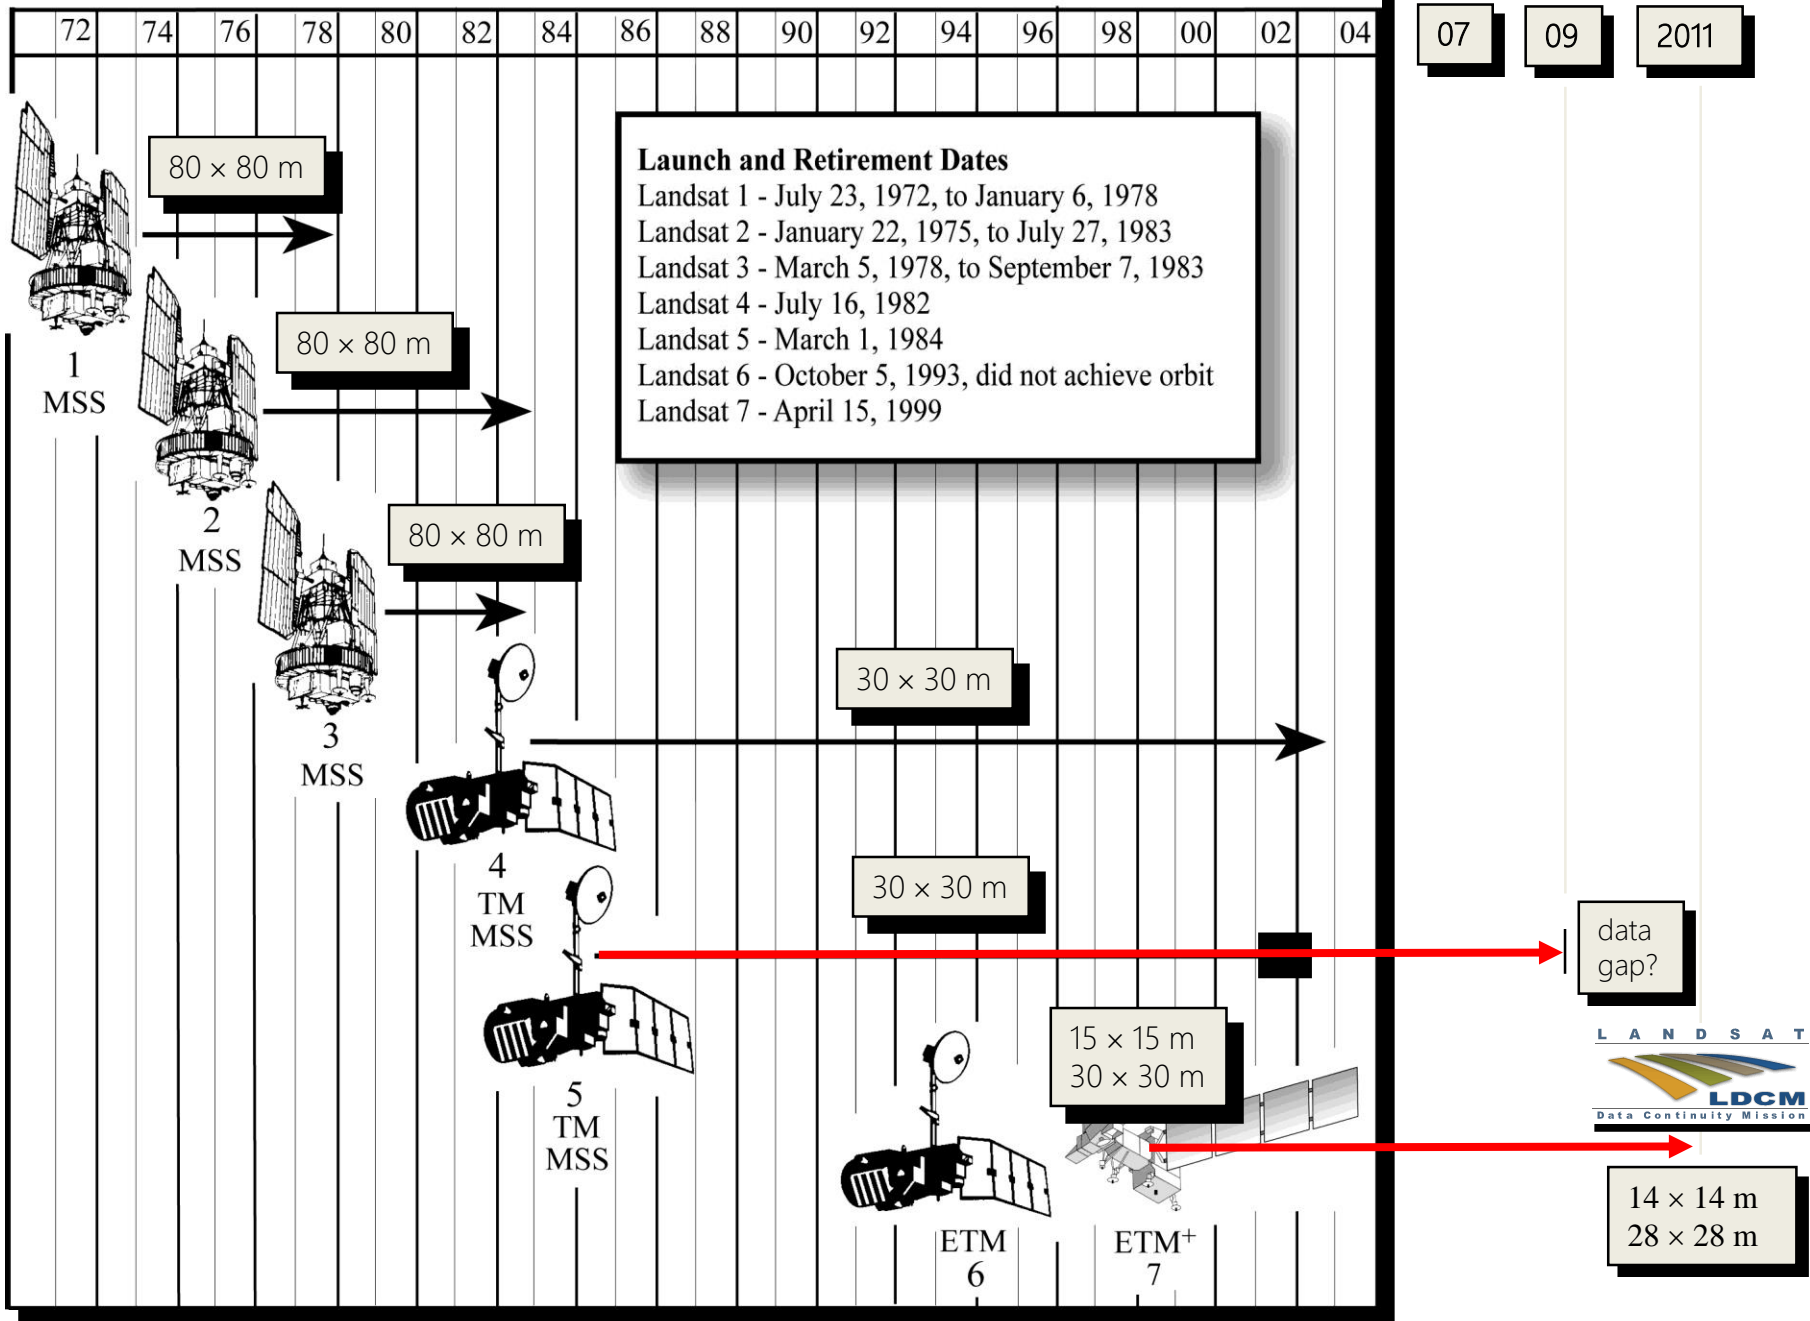 72 74 76 78 80 82 84 86 88 90 92 94 96 98 00 02 04 07 09 2011
80 × 80 m
Launch and Retirement Dates
Landsat 1 - July 23, 1972, to January 6, 1978
Landsat 2 - January 22, 1975, to July 27, 1983
Landsat 3 - March 5, 1978, to September 7, 1983
Landsat 4 - July 16, 1982
Landsat 5 - March 1, 1984
Landsat 6 - October 5, 1993, did not achieve orbit
Landsat 7 - April 15, 1999
80 × 80 m
1
MSS
80 × 80 m
2
MSS
30 × 30 m
3
MSS
30 × 30 m
4
TM
MSS
data
gap?
15 × 15 m
30 × 30 m
LANDSAT
LDCM
Data Continuity Mission
5
TM
MSS
14 × 14 m
28 × 28 m
ETM
6
ETM+
7